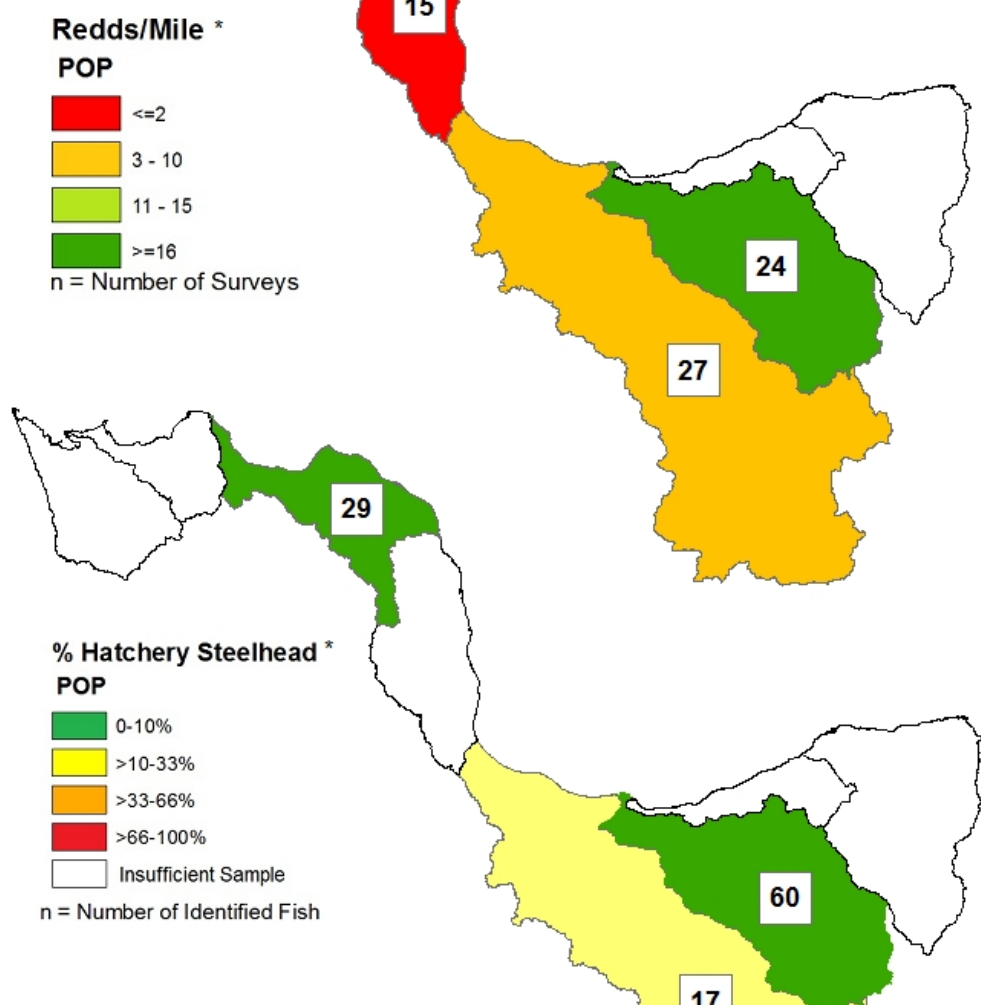 15
Redds/Mile *
POP
<=2
3 - 10
11 - 15
>=16
n = Number of Surveys
24
27
29
% Hatchery Steelhead *
POP
0-10%
>10-33%
>33-66%
>66-100%
Insufficient Sample
n = Number of Identified Fish
60
17